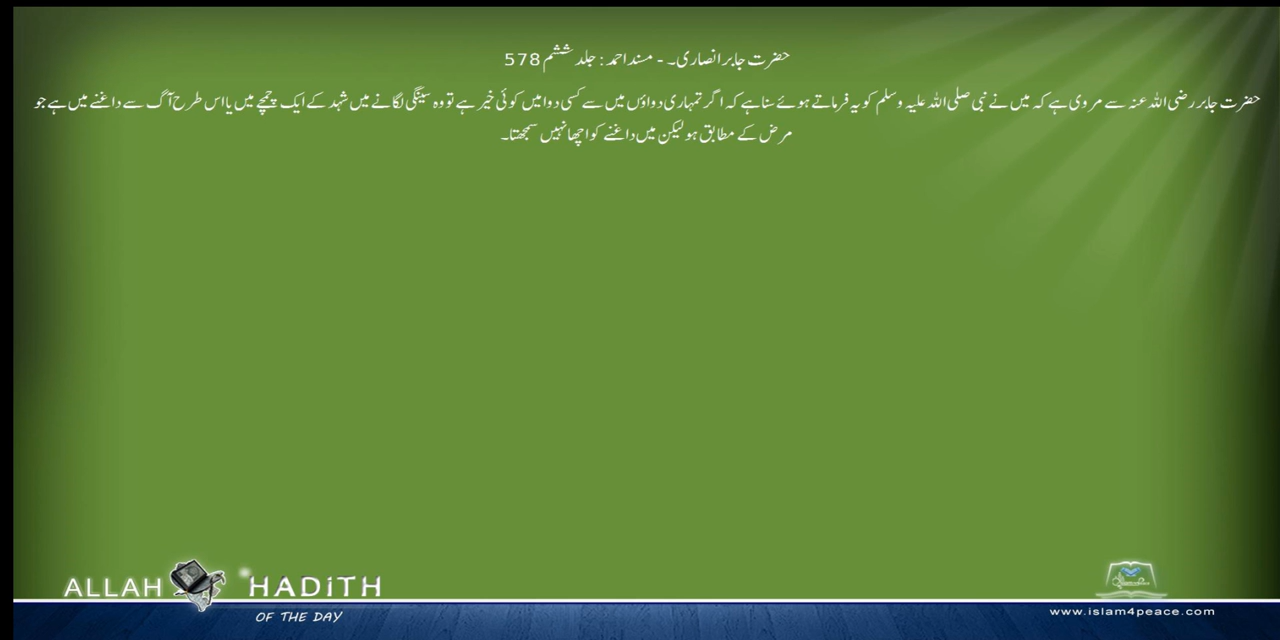 حضرت جابر انصاری۔ - مسند احمد: جلد ششم 578
حضرت جابر رضی اللہ عنہ سے مروی ہے کہ میں نے نبی صلی اللہ علیہ وسلم کو یہ فرماتے ہوئے سنا ہے کہ اگر تمہاری دواؤں میں سے کسی دوا میں کوئی خیر ہے تو وہ سینگی لگانے میں شہد کے ایک چمچے میں یا اس طرح آگ سے داغنے میں ہے جو
مرض کے مطابق ہو لیکن میں داغنے کو اچھا نہیں سمجھتا۔
ALLAH HADITH
OF THE DAY
www.islam4peace.com